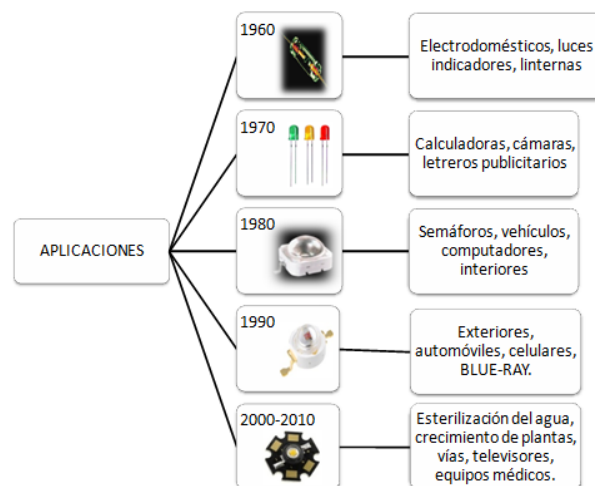 1960
Electrodomésticos, luces
indicadores, linternas
1970
Calculadoras, cámaras,
letreros publicitarios
APLICACIONES
1980
Semáforos, vehículos,
computadores,
interiores
1990
Exteriores,
automóviles, celulares,
BLUE-RAY.
2000-2010
Esterilización del agua,
crecimiento de plantas,
vías, televisores,
equipos médicos.